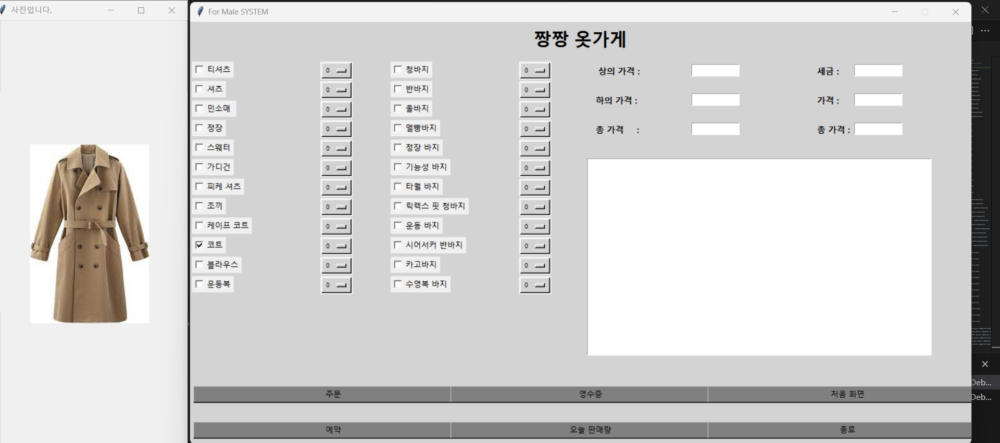 사진입니다.
For Male SYSTEM
짱짱 옷가게
티셔츠 0 청바지 0 상의 가격 : 세금 :
셔츠 0 반바지 0
민소매 0 울바지 0 하의 가격 : 가격 :
정장 0 멜빵바지 0 총 가격 : 총 가격 :
스웨터 0 정장 바지 0
가디건 0 기능성 바지 0
피케 셔츠 0 타월 바지 0
조끼 0 릭렉스 핏 청바지 0
케이프 코트 0 운동 바지 0
코트 0 시어서커 반바지 0
블라우스 0 카고바지 0
운동복 0 수영복 바지 0
주문 영수증 처음 화면
예약 오늘 판매량 종료
Deb...
Deb...